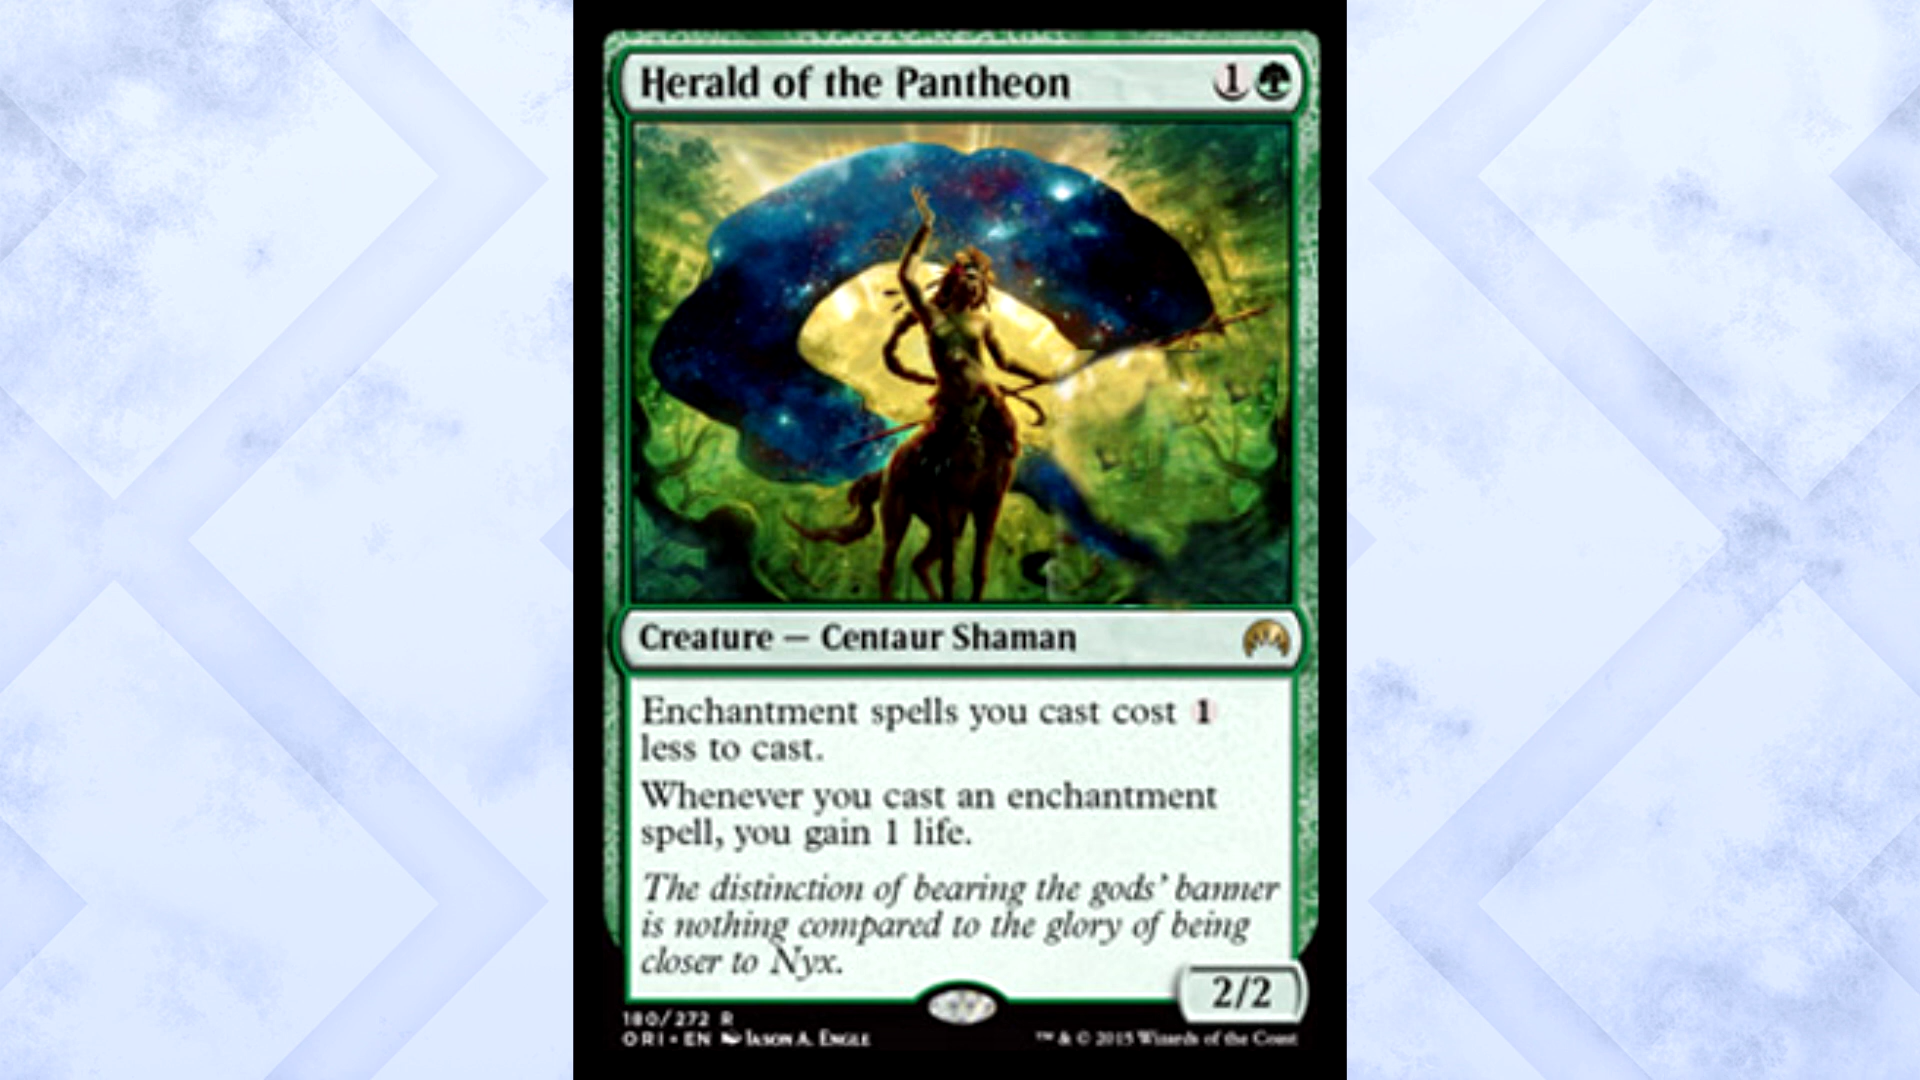 Herald of the Pantheon 1
Creature — Centaur Shaman
Enchantment spells you cast cost 1
less to cast.
Whenever you cast an enchantment
spell, you gain 1 life.
The distinction of bearing the gods’ banner
is nothing compared to the glory of being
closer to Nyx.
2/2
180/272 R
ORI • EN Jason A. Engle
™ & © 2015 Wizards of the Coast